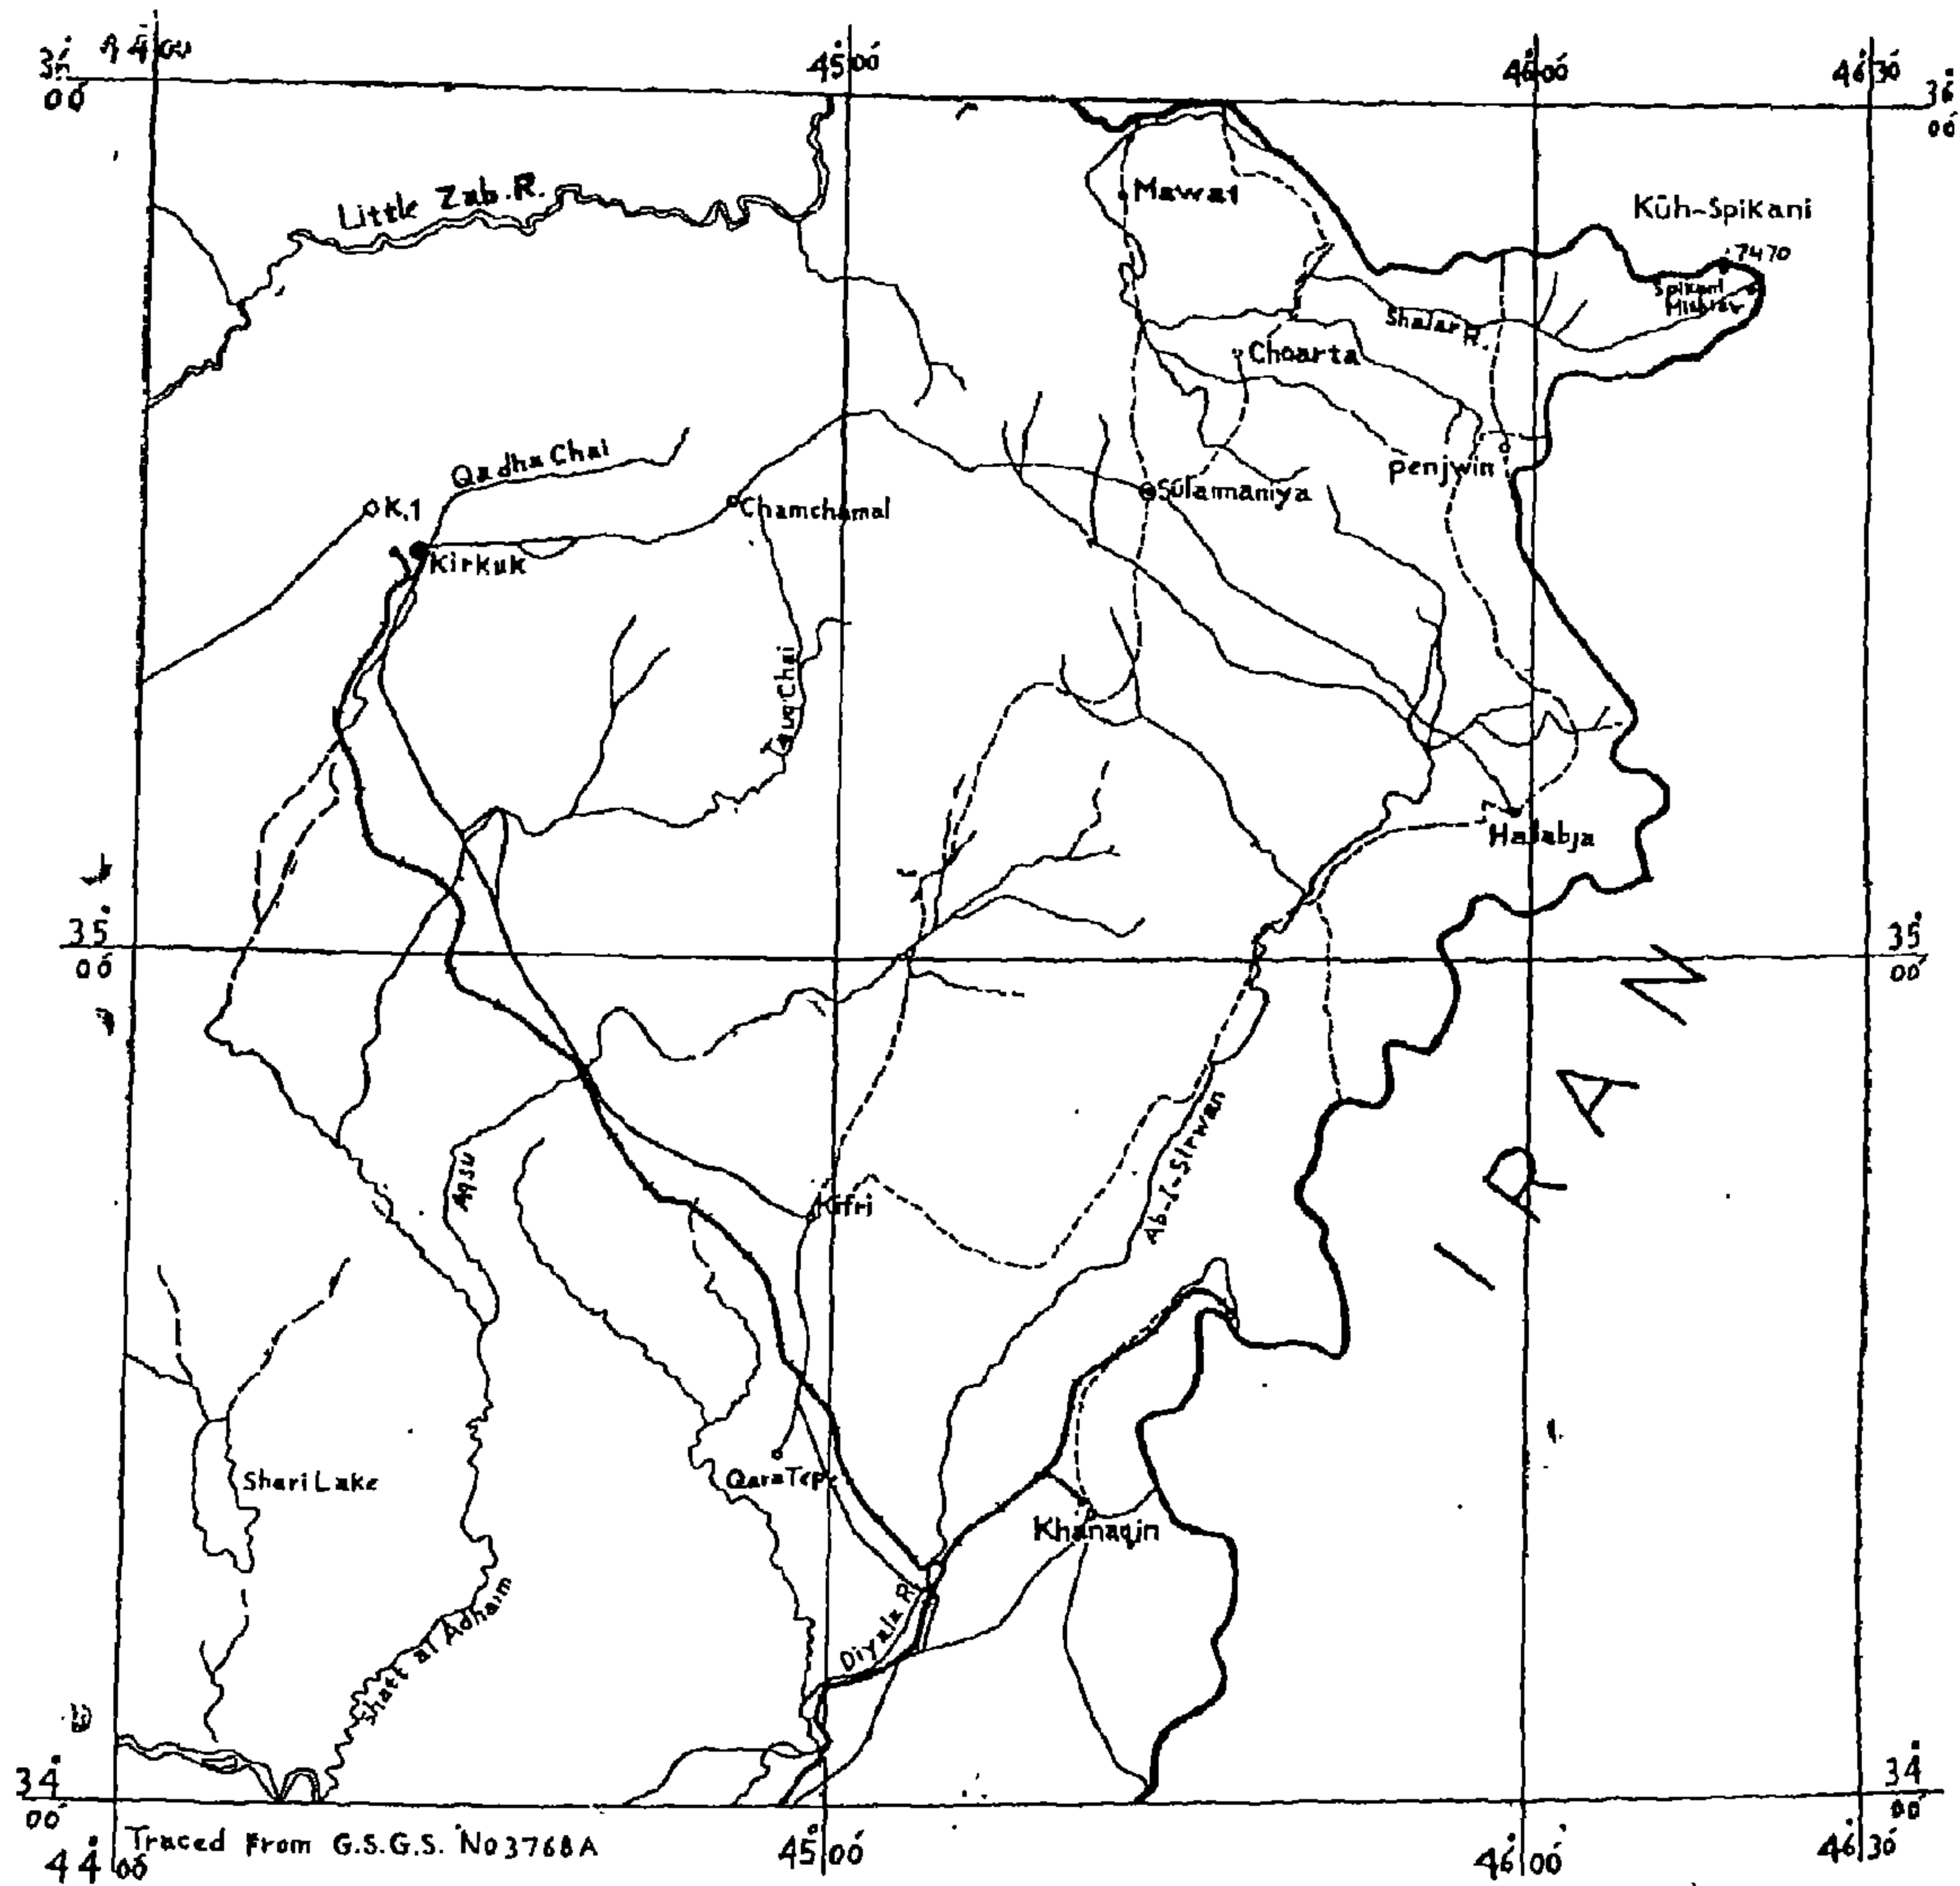 44 00
45 00
46 00
46 30
00
36
00
Little Zab. R.
Mawat
Kūh-Spikani
7470
Spikani
Shalar R.
Choarta
Qadha Chai
K.1
Kirkuk
Chamchamal
Sulaimaniya
Penjwin
Tauq Chai
Halabja
35
00
35
00
IRAN
Aqsu
Kifri
Ab-I-Sirwan
Shari Lake
Qara Tepe
Khanaqin
Diyala R
Shatt al Adhaim
34
00
34
00
Traced From G.S.G.S. No 3768A
44 00
45 00
46 00
46 30